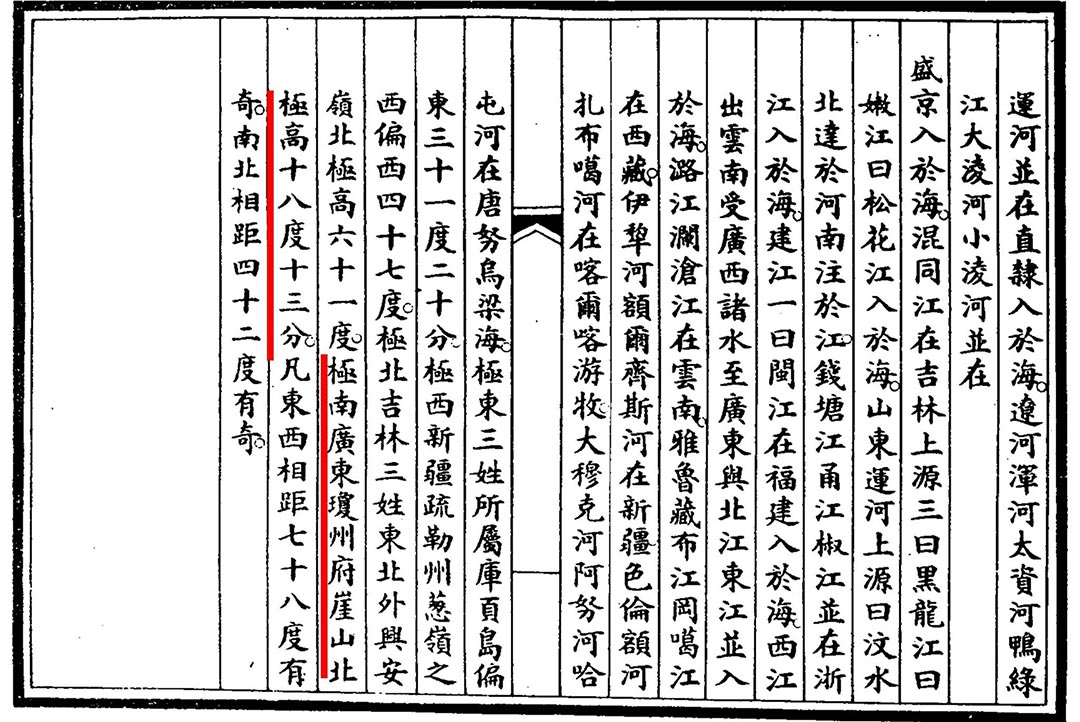 運河並在直隸入於海遼河渾河太資河鴨綠
江大淩河小淩河並在
盛京入於海混同江在吉林上源三曰黑龍江曰
嫩江曰松花江入於海山東運河上源曰汶水
北達於河南注於江錢塘江甬江椒江並在浙
江入於海建江一曰閩江在福建入於海西江
出雲南受廣西諸水至廣東與北江東江並入
於海潞江瀾滄江在雲南雅魯藏布江岡噶江
在西藏伊犂河額爾齊斯河在新疆色倫額河
扎布噶河在喀爾喀游牧大穆克河阿努河哈
屯河在唐努烏梁海極東三姓所屬庫頁島偏
東三十一度二十分極西新疆疏勒州蔥嶺之
西偏西四十七度極北吉林三姓東北外興安
嶺北極高六十一度極南廣東瓊州府崖山北
極高十八度十三分凡東西相距七十八度有
奇南北相距四十二度有奇